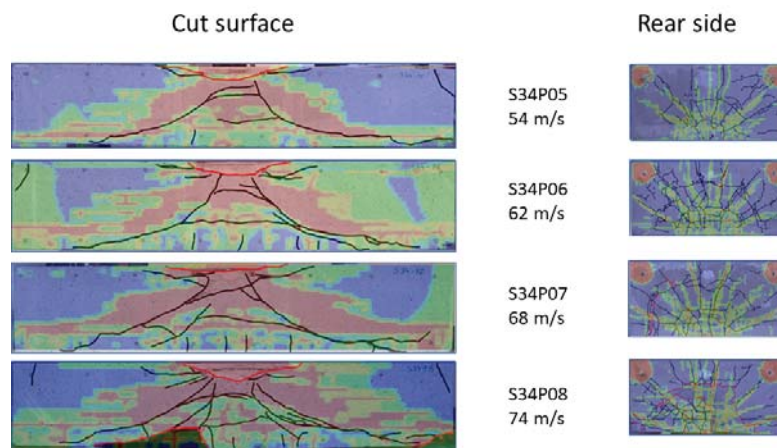 Cut surface
Rear side
S34P05
54 m/s
S34P06
62 m/s
S34P07
68 m/s
S34P08
74 m/s